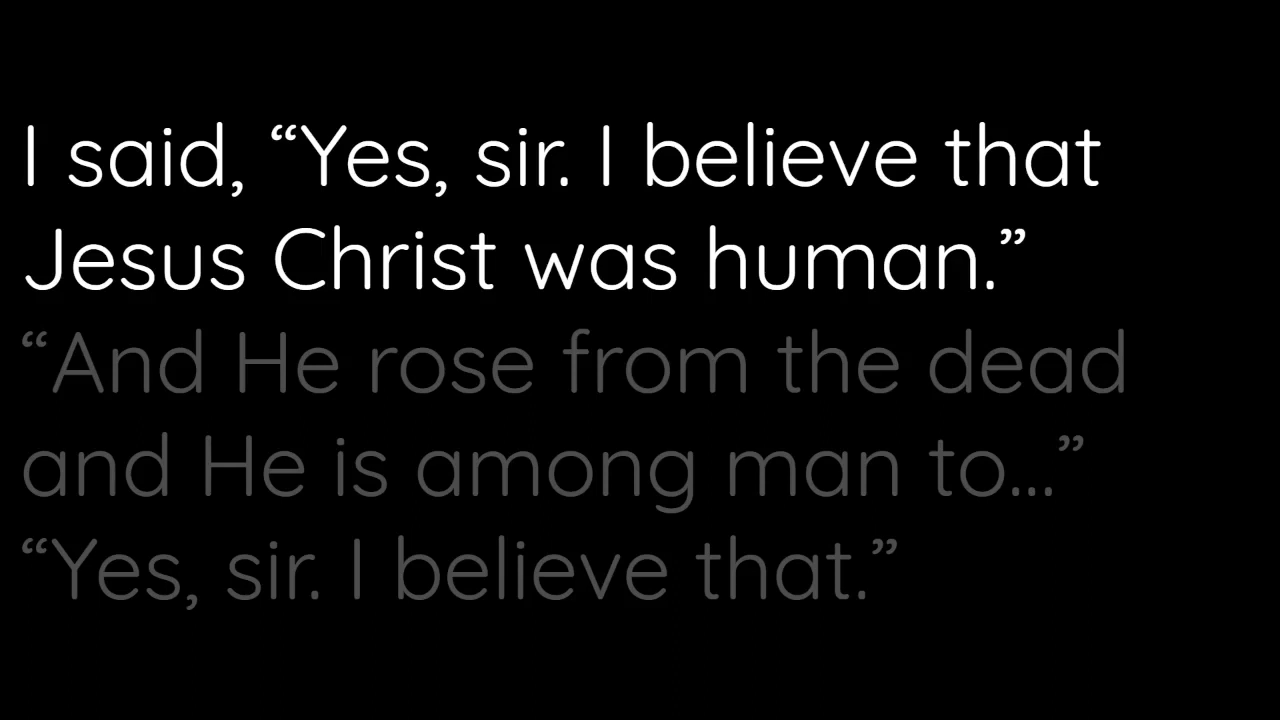 I said, “Yes, sir. I believe that
Jesus Christ was human.”
“And He rose from the dead
and He is among man to...”
“Yes, sir. I believe that.”